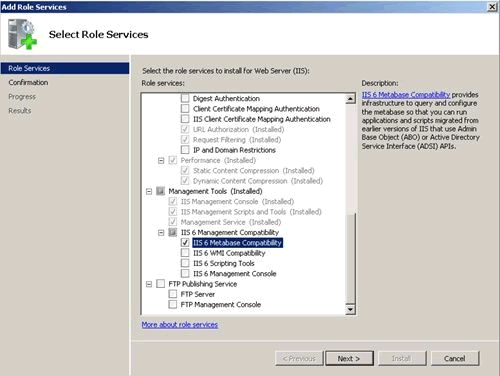 Add Role Services
Select Role Services
Role Services
Confirmation
Progress
Results
Select the role services to install for Web Server (IIS):
Role services:
Digest Authentication
Client Certificate Mapping Authentication
IIS Client Certificate Mapping Authentication
URL Authorization (Installed)
Request Filtering (Installed)
IP and Domain Restrictions
Performance (Installed)
Static Content Compression (Installed)
Dynamic Content Compression (Installed)
Management Tools (Installed)
IIS Management Console (Installed)
IIS Management Scripts and Tools (Installed)
Management Service (Installed)
IIS 6 Management Compatibility
IIS 6 Metabase Compatibility
IIS 6 WMI Compatibility
IIS 6 Scripting Tools
IIS 6 Management Console
FTP Publishing Service
FTP Server
FTP Management Console
More about role services
Description:
IIS 6 Metabase Compatibility provides
infrastructure to query and configure
the metabase so that you can run
applications and scripts migrated from
earlier versions of IIS that use Admin
Base Object (ABO) or Active Directory
Service Interface (ADSI) APIs.
< Previous
Next >
Install
Cancel